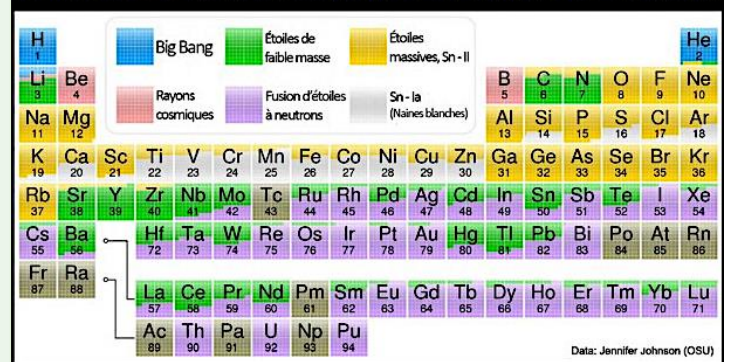 H He
1 2
Big Bang
Étoiles de
faible masse
Étoiles
massives, Sn - II
Rayons
cosmiques
Fusion d'étoiles
à neutrons
Sn - Ia
(Naines blanches)
Li Be B C N O F Ne
3 4 5 6 7 8 9 10
Na Mg Al Si P S Cl Ar
11 12 13 14 15 16 17 18
K Ca Sc Ti V Cr Mn Fe Co Ni Cu Zn Ga Ge As Se Br Kr
19 20 21 22 23 24 25 26 27 28 29 30 31 32 33 34 35 36
Rb Sr Y Zr Nb Mo Tc Ru Rh Pd Ag Cd In Sn Sb Te I Xe
37 38 39 40 41 42 43 44 45 46 47 48 49 50 51 52 53 54
Cs Ba Hf Ta W Re Os Ir Pt Au Hg Tl Pb Bi Po At Rn
55 56 72 73 74 75 76 77 78 79 80 81 82 83 84 85 86
Fr Ra
87 88
La Ce Pr Nd Pm Sm Eu Gd Tb Dy Ho Er Tm Yb Lu
57 58 59 60 61 62 63 64 65 66 67 68 69 70 71
Ac Th Pa U Np Pu
89 90 91 92 93 94
Data: Jennifer Johnson (OSU)